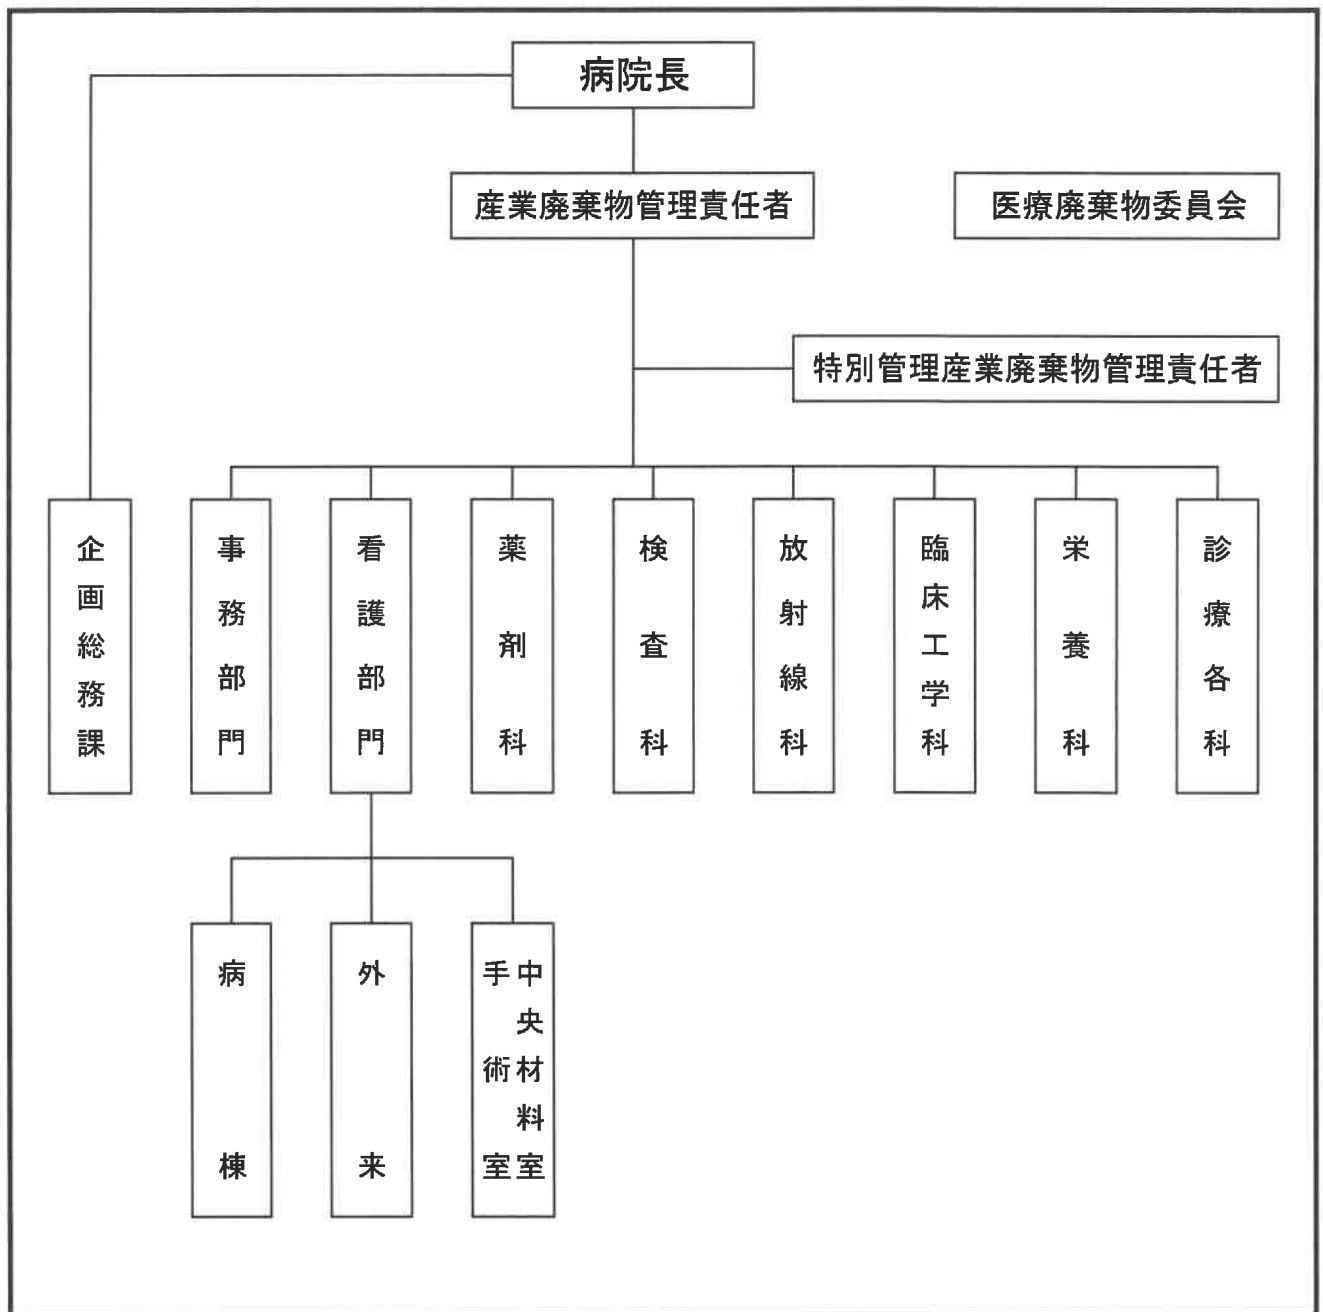 病院長
産業廃棄物管理責任者
医療廃棄物委員会
特別管理産業廃棄物管理責任者
企画総務課
事務部門
看護部門
薬剤科
検査科
放射線科
臨床工学科
栄養科
診療各科
病棟
外来
中央材料室
手術室